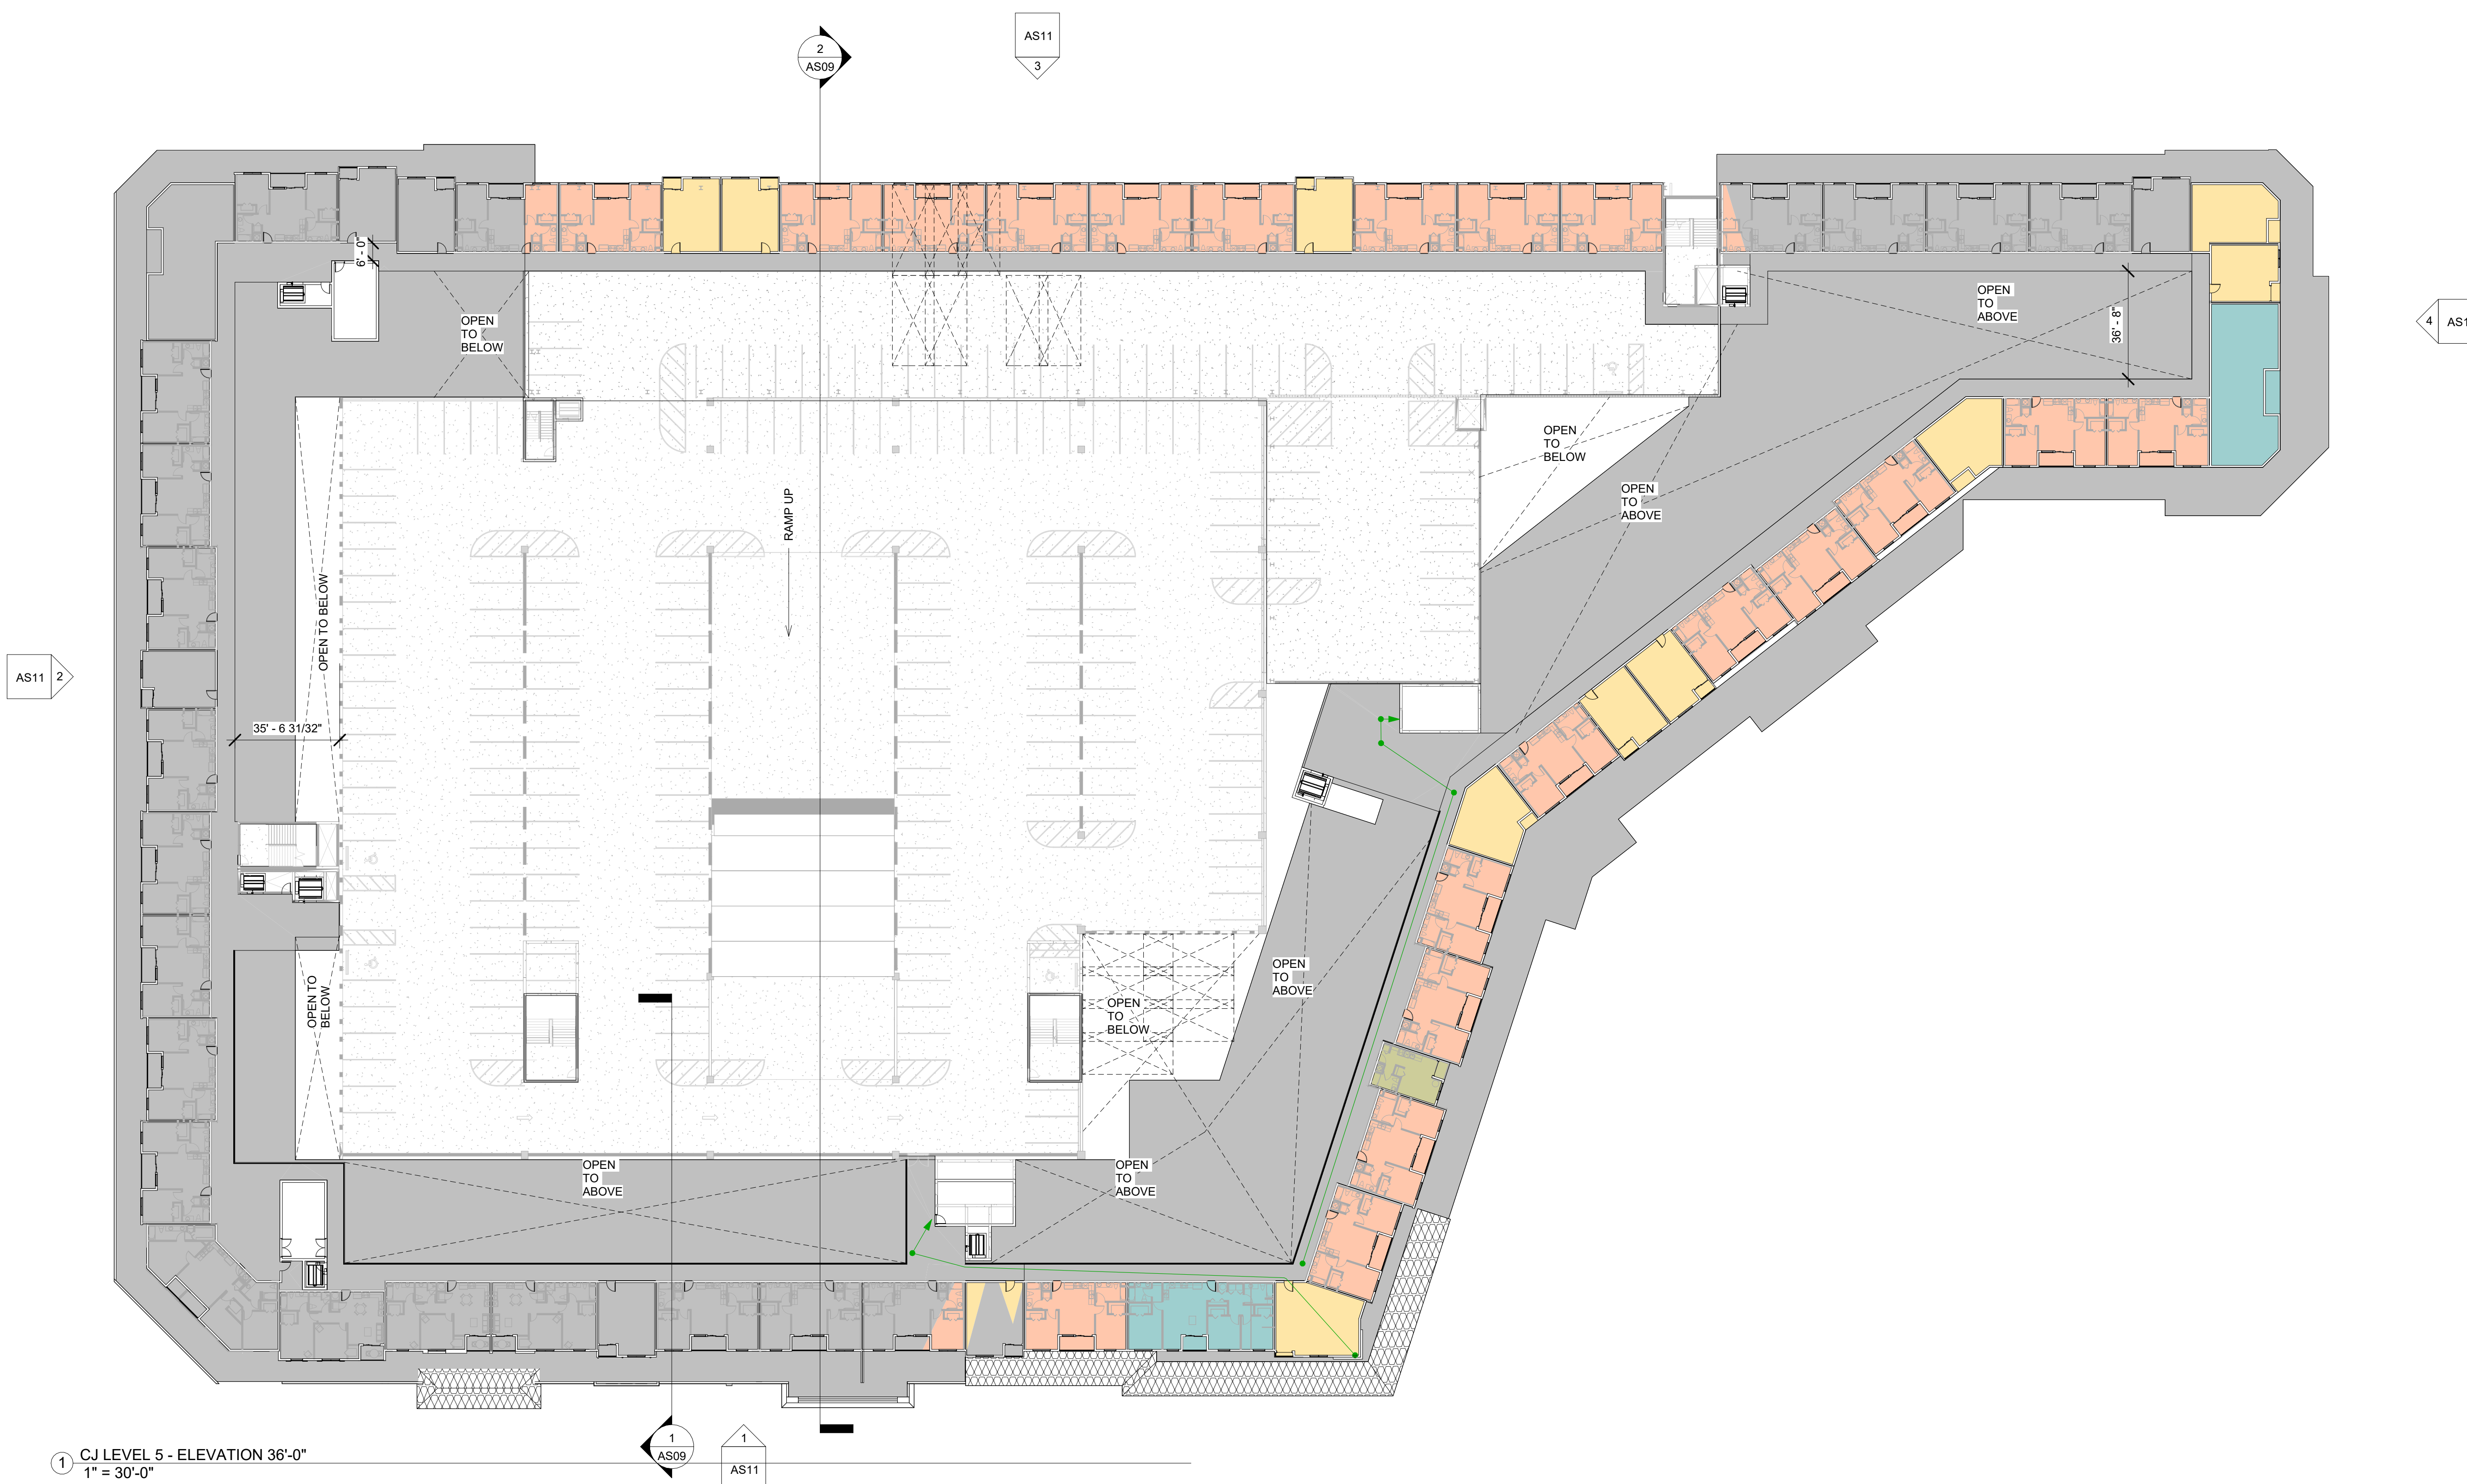 AS11
3
2
AS09
6' - 0"
OPEN
TO
BELOW
OPEN
TO
ABOVE
36' - 8"
4
OPEN
TO
BELOW
OPEN
TO
ABOVE
RAMP UP
OPEN TO BELOW
AS11
2
35' - 6 31/32"
OPEN
TO
ABOVE
OPEN TO
BELOW
OPEN
TO
BELOW
OPEN
TO
ABOVE
OPEN
TO
ABOVE
1
AS09
1
AS11
1
CJ LEVEL 5 - ELEVATION 36'-0"
1" = 30'-0"